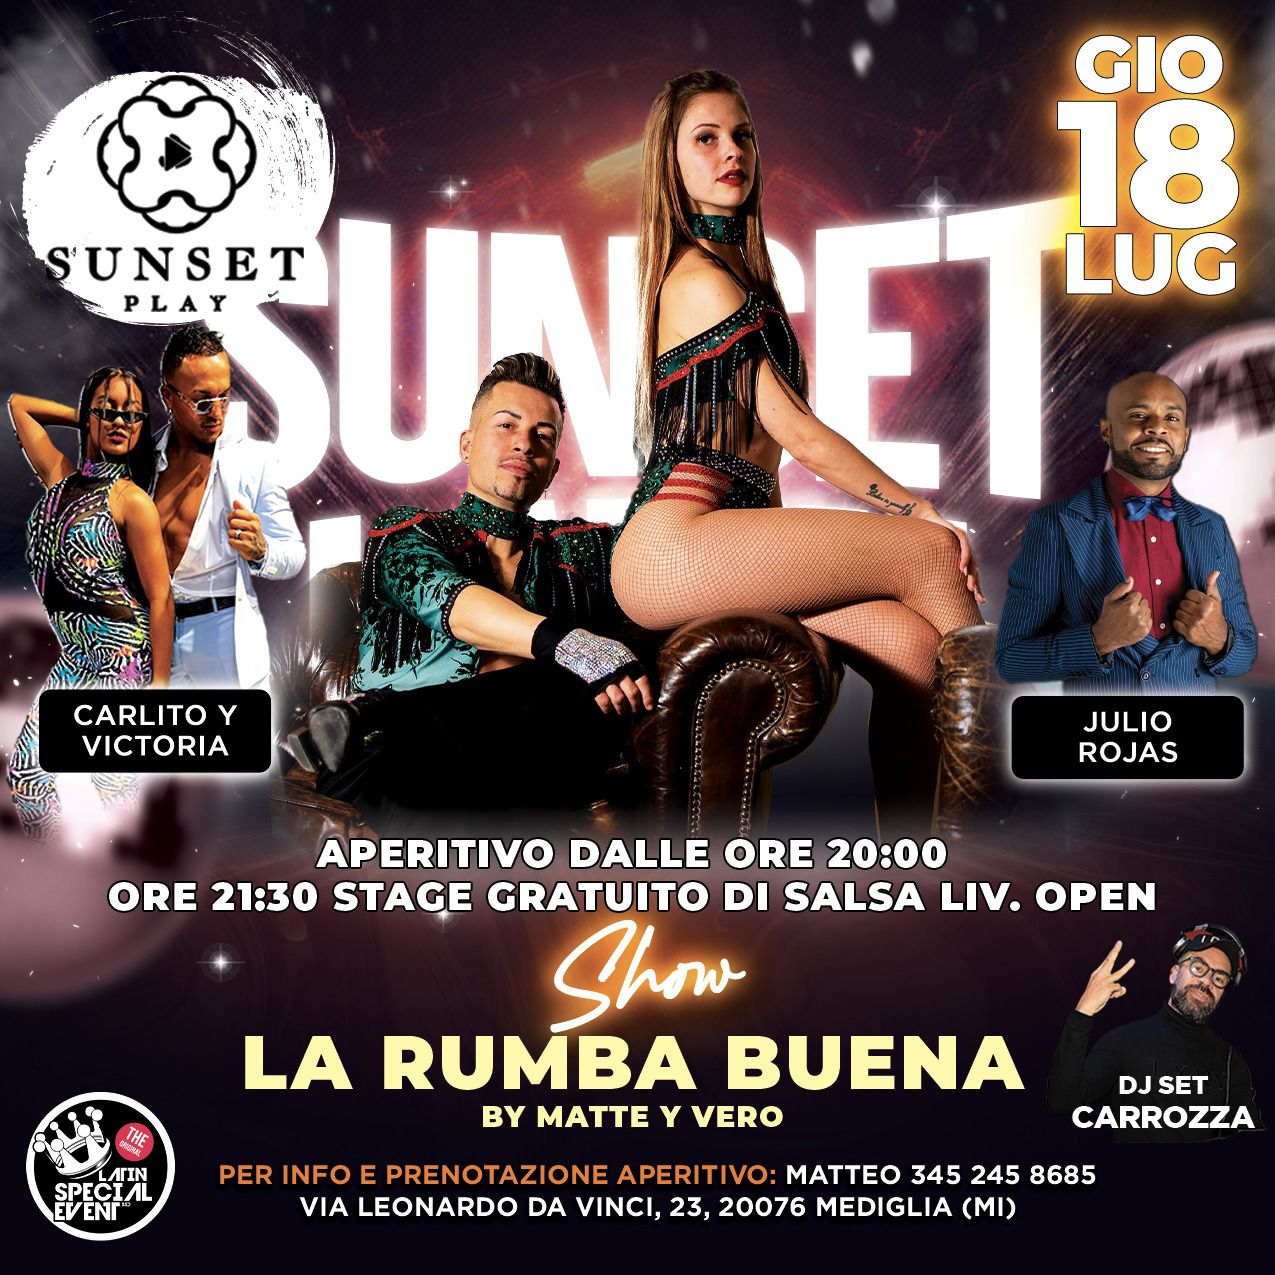 SUNSET
PLAY
GIO
18
LUG
SUNSET
CARLITO Y
VICTORIA
JULIO
ROJAS
APERITIVO DALLE ORE 20:00
ORE 21:30 STAGE GRATUITO DI SALSA LIV. OPEN
Show
LA RUMBA BUENA
BY MATTE Y VERO
DJ SET
CARROZZA
THE
ORIGINAL
LATIN
SPECIAL
EVENT
PER INFO E PRENOTAZIONE APERITIVO: MATTEO 345 245 8685
VIA LEONARDO DA VINCI, 23, 20076 MEDIGLIA (MI)